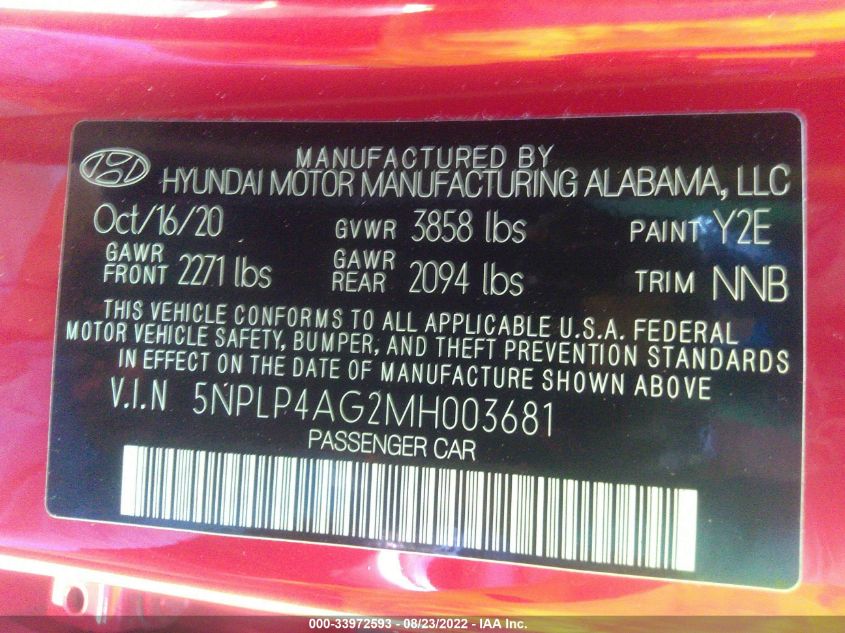 MANUFACTURED BY
HYUNDAI MOTOR MANUFACTURING ALABAMA, LLC
Oct/16/20 GVWR 3858 lbs PAINT Y2E
GAWR FRONT 2271 lbs GAWR REAR 2094 lbs TRIM NNB
THIS VEHICLE CONFORMS TO ALL APPLICABLE U.S.A. FEDERAL
MOTOR VEHICLE SAFETY, BUMPER, AND THEFT PREVENTION STANDARDS
IN EFFECT ON THE DATE OF MANUFACTURE SHOWN ABOVE
V.I.N 5NPLP4AG2MH003681
PASSENGER CAR
000-33972593 - 08/23/2022 - IAA Inc.